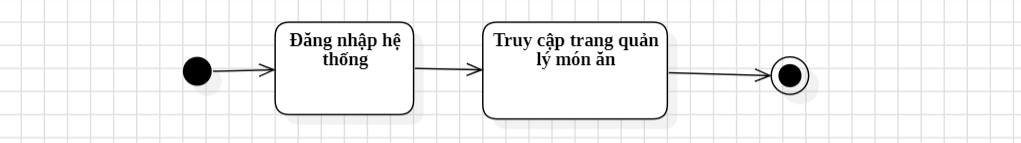 Đăng nhập hệ
thống
Truy cập trang quản
lý món ăn